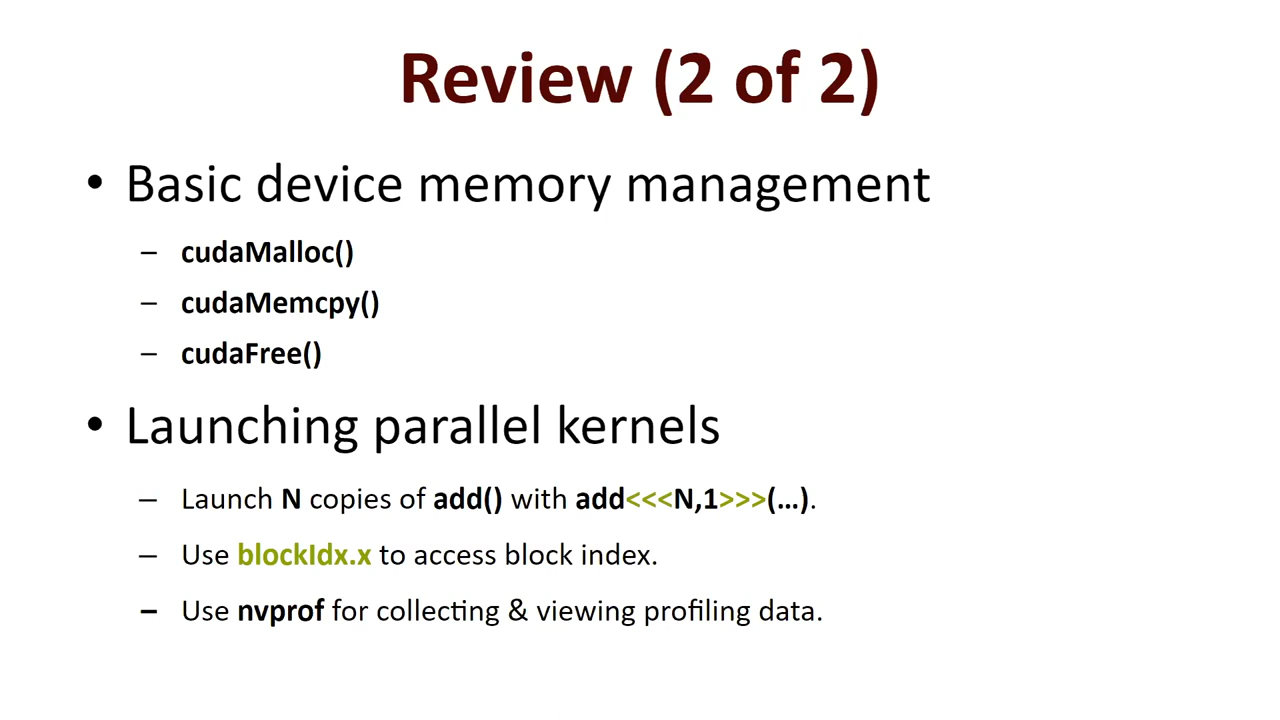 Review (2 of 2)
• Basic device memory management
– cudaMalloc()
– cudaMemcpy()
– cudaFree()
• Launching parallel kernels
– Launch N copies of add() with add<<<N,1>>>(…).
– Use blockIdx.x to access block index.
– Use nvprof for collecting & viewing profiling data.